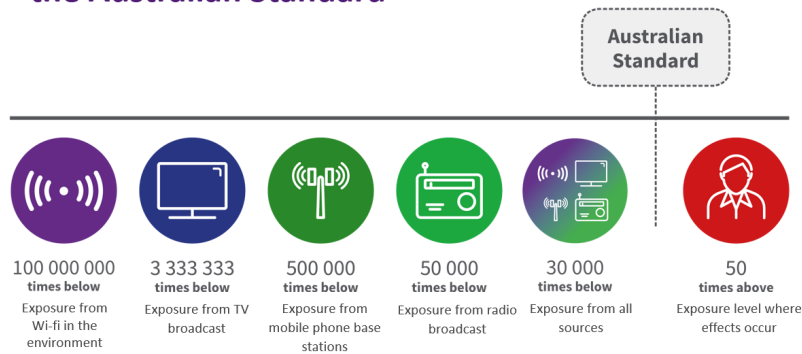 the Australian Standard
Australian
Standard
100 000 000
times below
Exposure from
Wi-fi in the
environment
3 333 333
times below
Exposure from TV
broadcast
500 000
times below
Exposure from
mobile phone base
stations
50 000
times below
Exposure from radio
broadcast
30 000
times below
Exposure from all
sources
50
times above
Exposure level where
effects occur